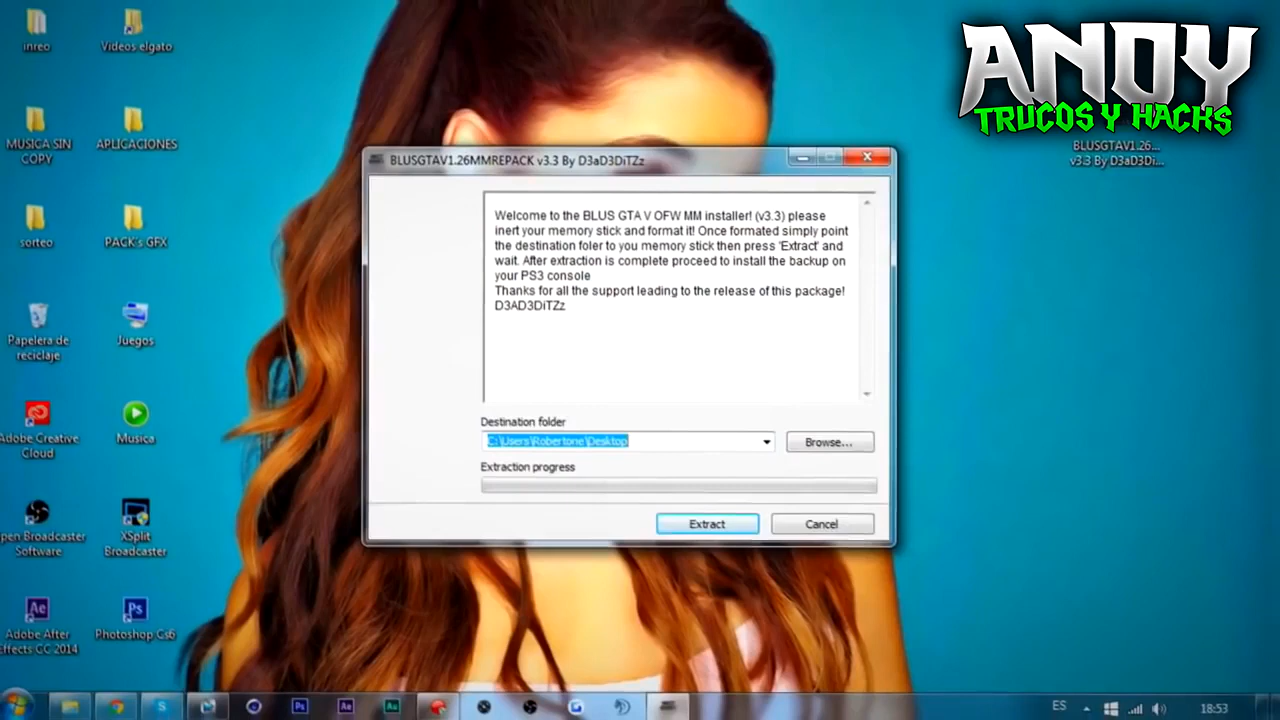 inreo
Videos elgato
ANDY
TRUCOS Y HACKS
MUSICA SIN
COPY
APLICACIONES
BLUSGTAV1.26...
v3.3 By D3aD3Di...
sorteo
PACK's GFX
Papelera de
reciclaje
Juegos
Adobe Creative
Cloud
Musica
Open Broadcaster
Software
XSplit
Broadcaster
Ae
Adobe After
Effects CC 2014
Ps
Photoshop Cs6
BLUSGTAV1.26MMREPACK v3.3 By D3aD3DiTZz
Welcome to the BLUS GTA V OFW MM installer! (v3.3) please
inert your memory stick and format it! Once formated simply point
the destination foler to you memory stick then press 'Extract' and
wait. After extraction is complete proceed to install the backup on
your PS3 console
Thanks for all the support leading to the release of this package!
D3AD3DiTZz
Destination folder
C:\Users\Robertone\Desktop
Browse...
Extraction progress
Extract
Cancel
S
Ps
Ae
Au
ES
18:53